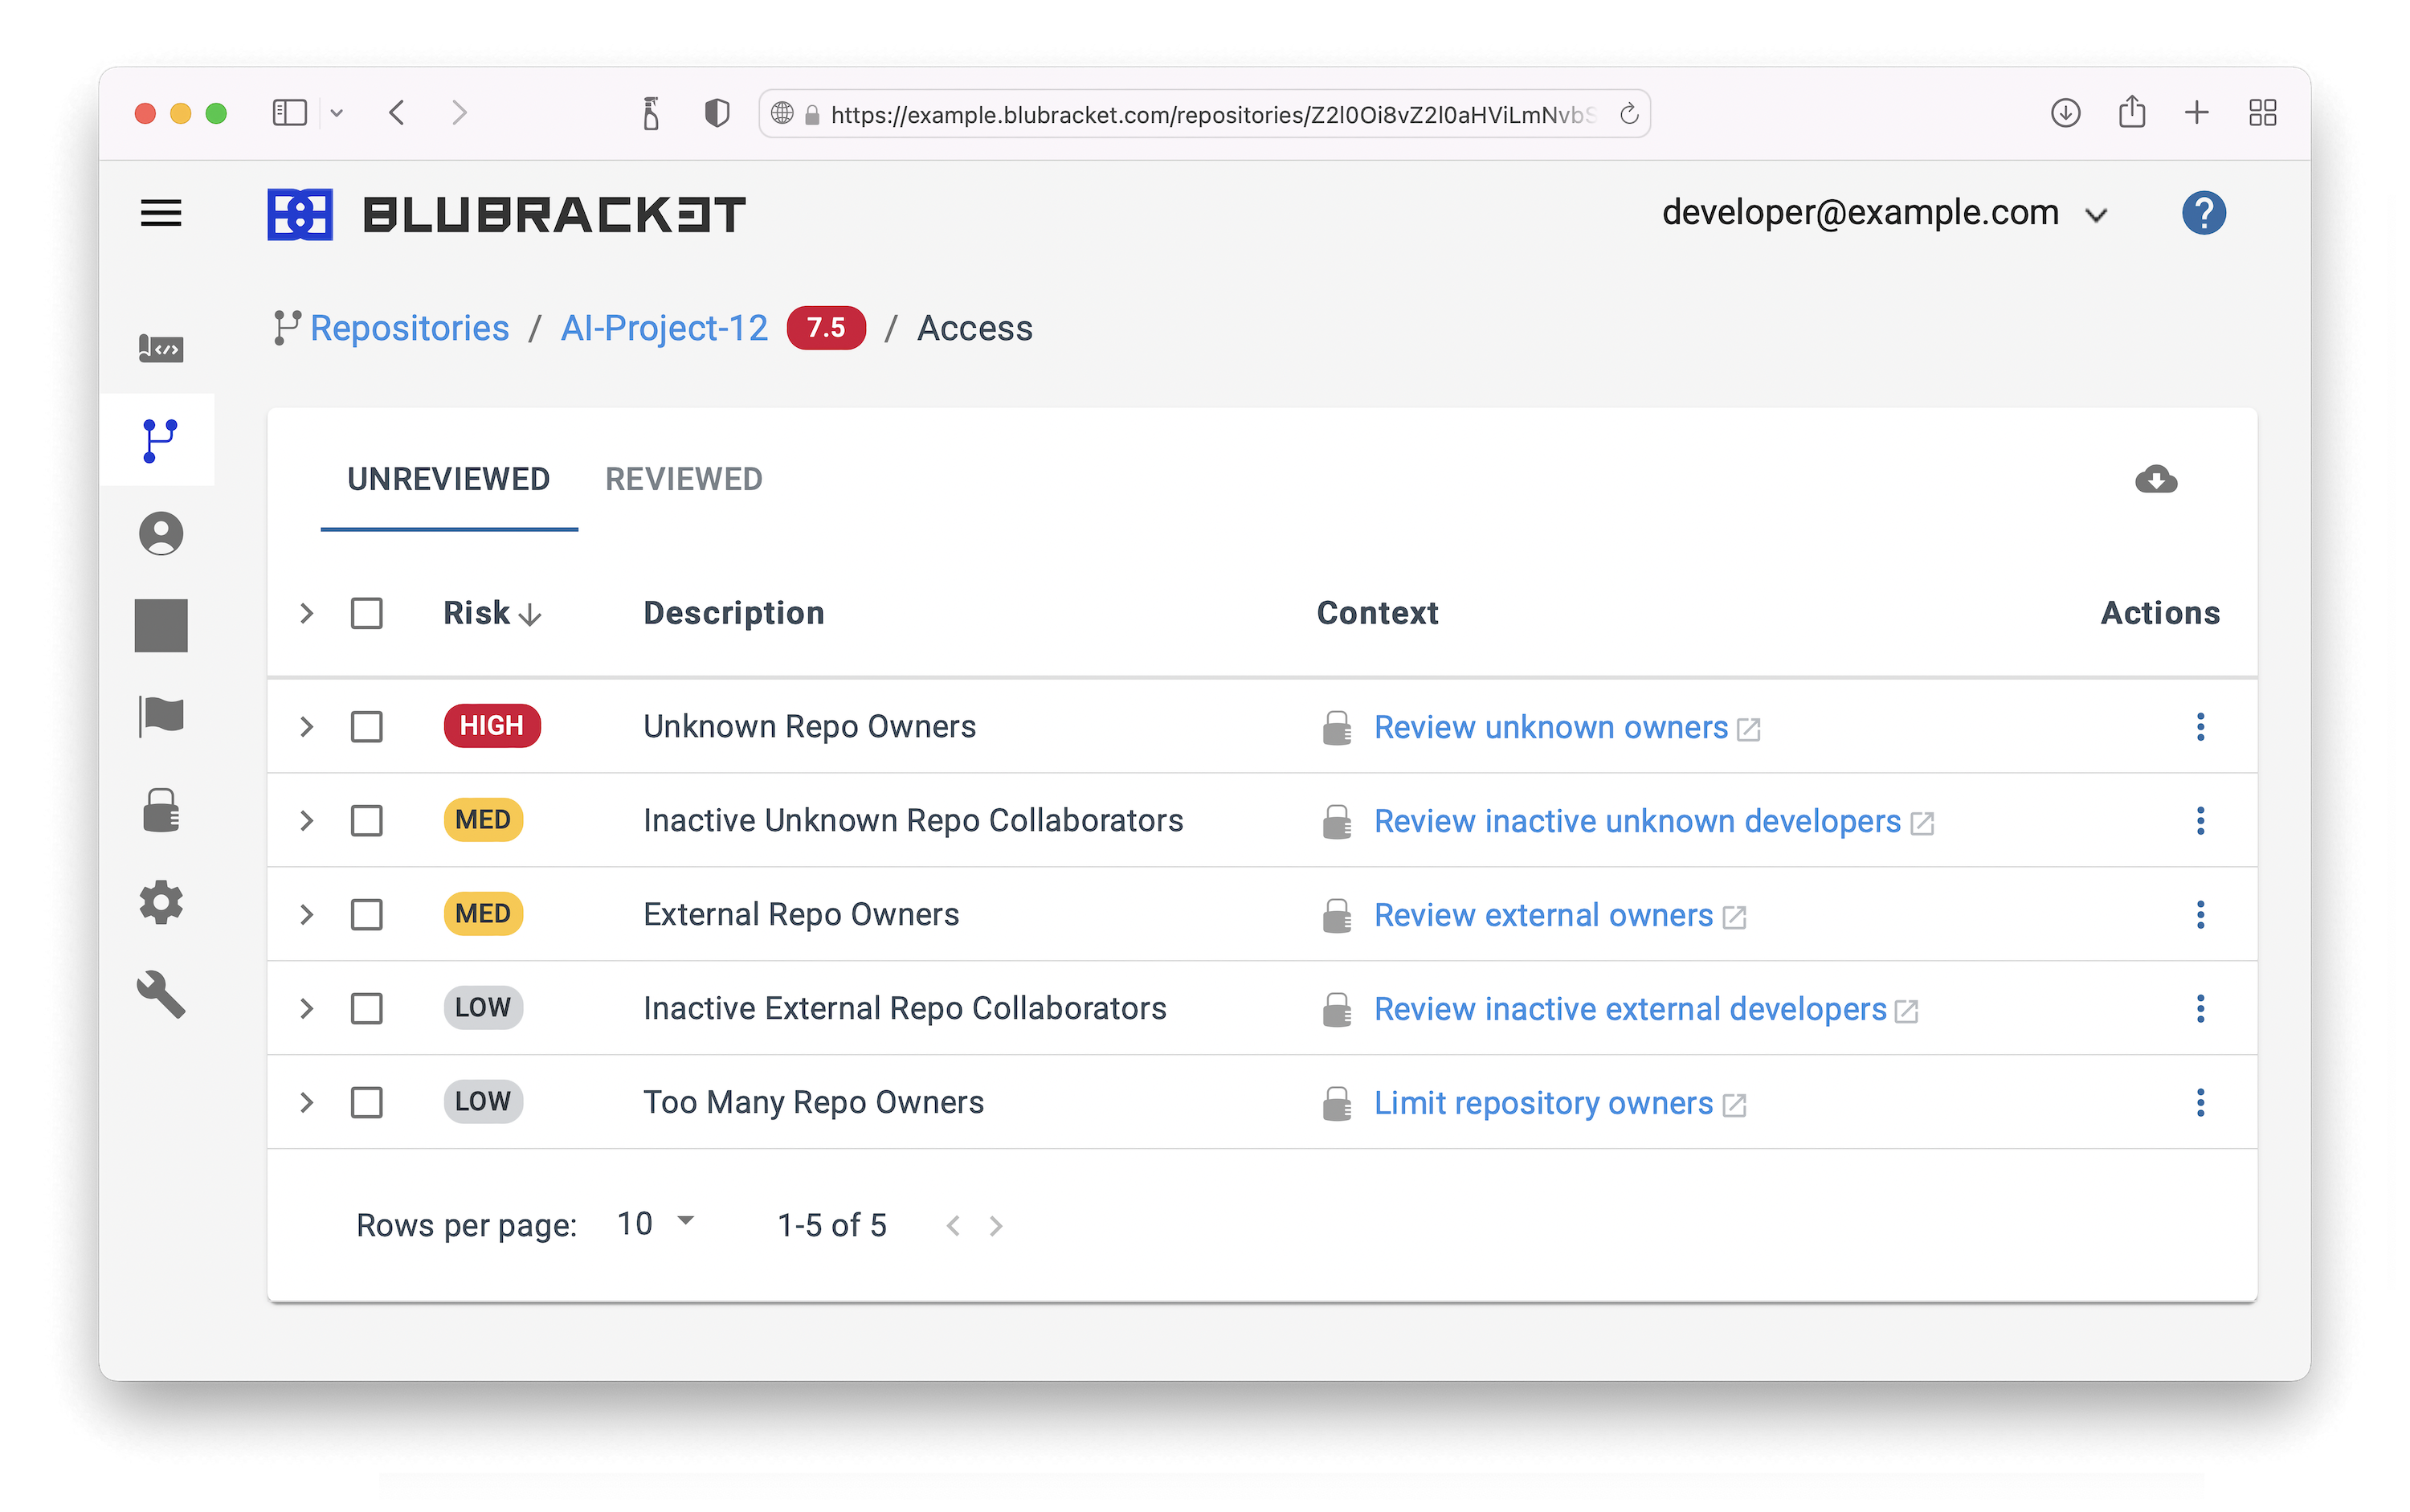 https://example.blubracket.com/repositories/Z2l0Oi8vZ2l0aHViLmNvbS
BLUBRACKET
developer@example.com
?
Repositories / AI-Project-12 7.5 / Access
UNREVIEWED REVIEWED
Risk Description Context Actions
HIGH Unknown Repo Owners Review unknown owners
MED Inactive Unknown Repo Collaborators Review inactive unknown developers
MED External Repo Owners Review external owners
LOW Inactive External Repo Collaborators Review inactive external developers
LOW Too Many Repo Owners Limit repository owners
Rows per page: 10 1-5 of 5